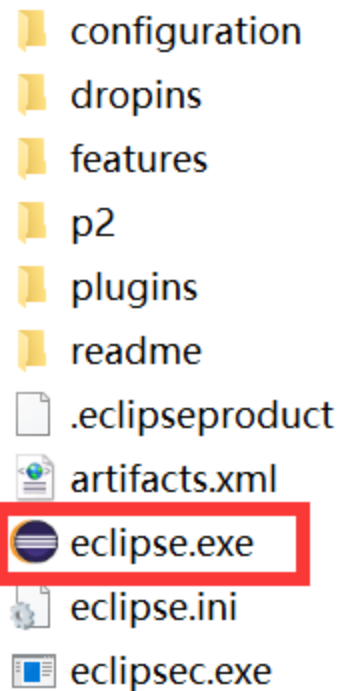 configuration
dropins
features
p2
plugins
readme
.eclipseproduct
artifacts.xml
eclipse.exe
eclipse.ini
eclipsec.exe